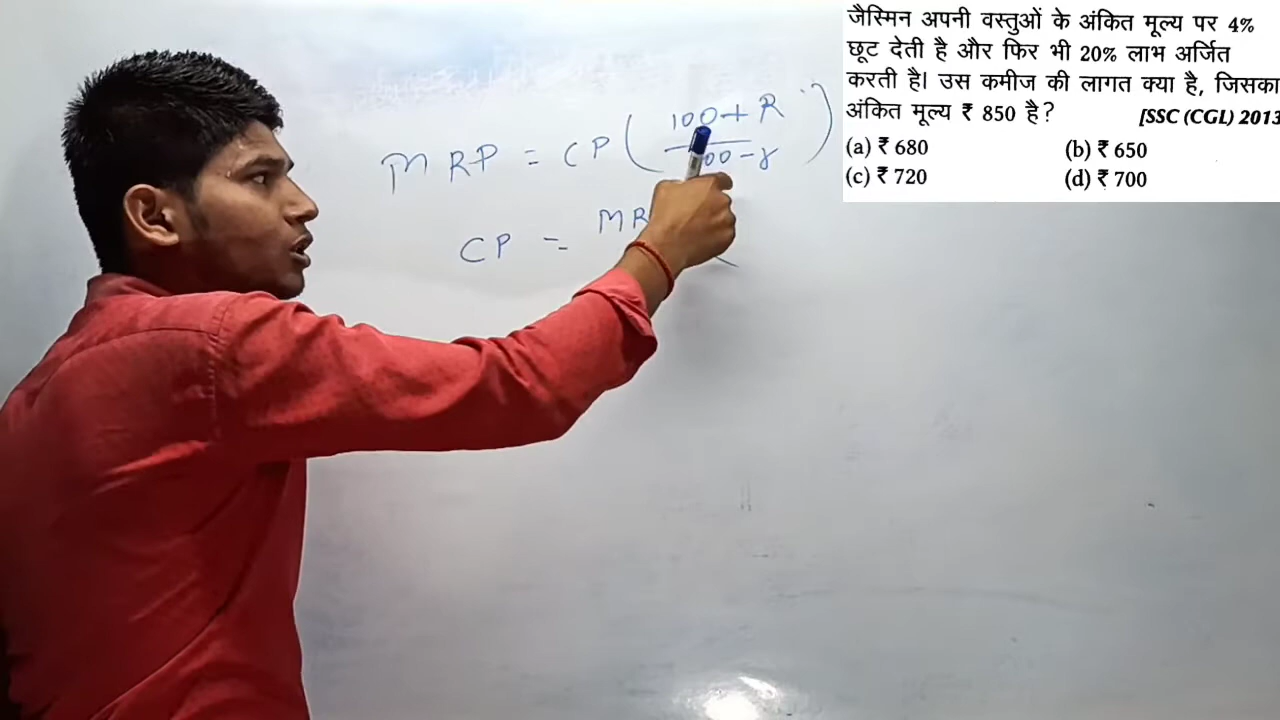 जैस्मिन अपनी वस्तुओं के अंकित मूल्य पर 4%
छूट देती है और फिर भी 20% लाभ अर्जित
करती है। उस कमीज की लागत क्या है, जिसका
अंकित मूल्य ₹ 850 है?
[SSC (CGL) 2013
(a) ₹ 680 (b) ₹ 650
(c) ₹ 720 (d) ₹ 700
MRP = CP ( 100+R
00-r )
CP = MR